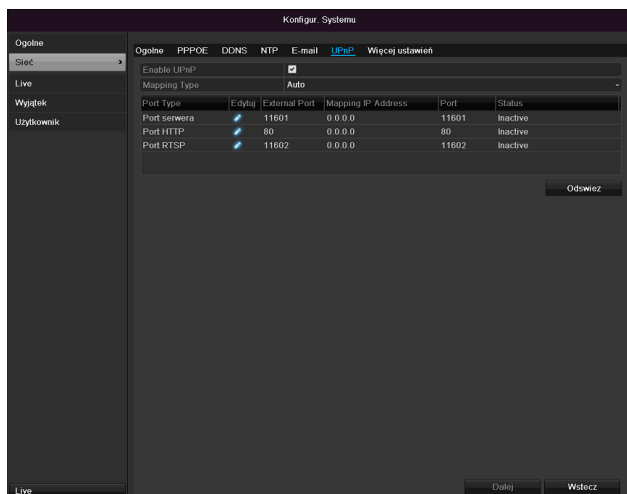 Konfigur. Systemu
Ogolne
Sieć
Live
Wyjątek
Użytkownik
Ogolne PPPOE DDNS NTP E-mail UPnP Więcej ustawień
Enable UPnP
Mapping Type Auto
Port Type Edytuj External Port Mapping IP Address Port Status
Port serwera 11601 0.0.0.0 11601 Inactive
Port HTTP 80 0.0.0.0 80 Inactive
Port RTSP 11602 0.0.0.0 11602 Inactive
Odswiez
Live Dalej Wstecz